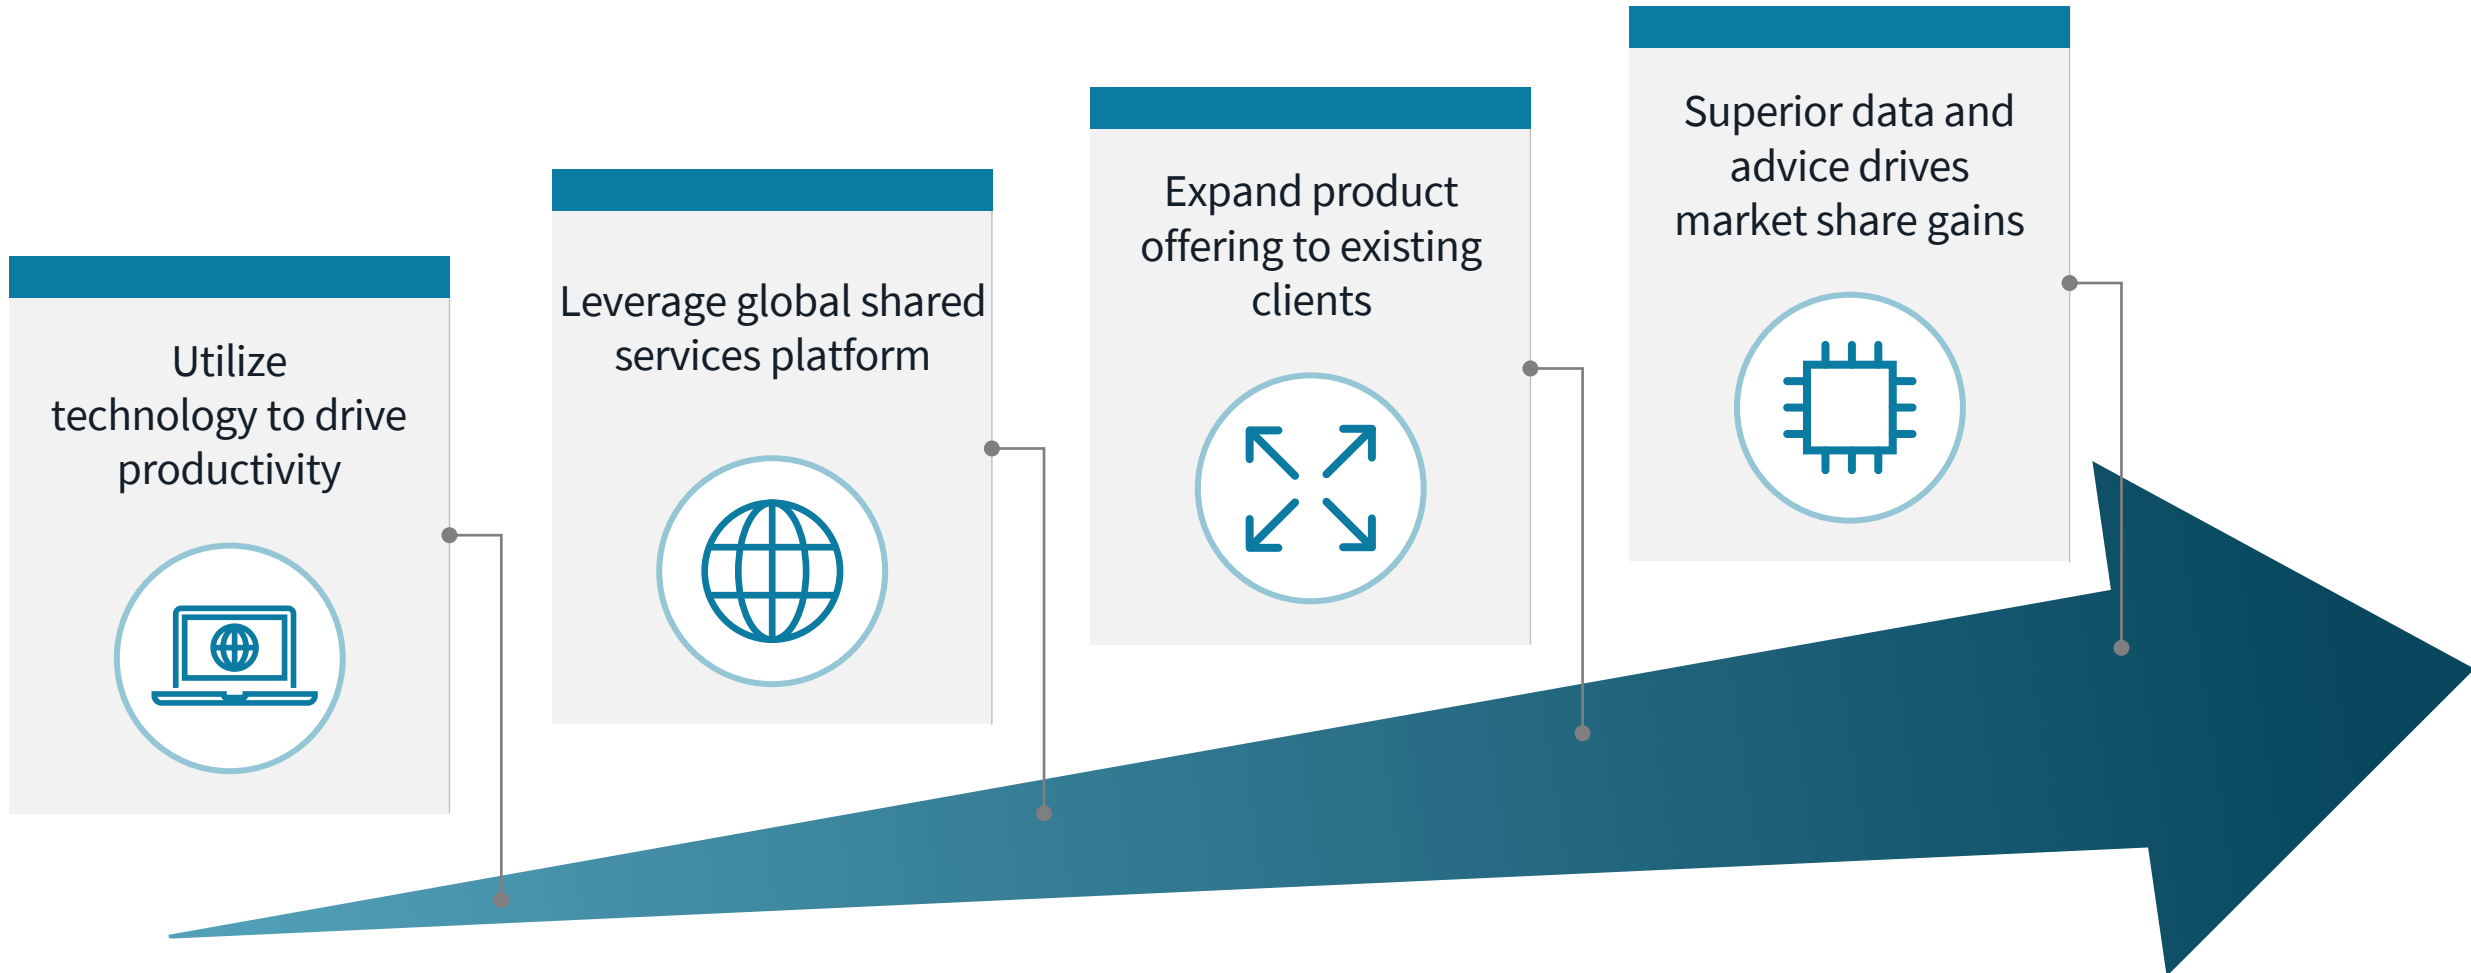 Utilize
technology to drive
productivity
Leverage global shared
services platform
Expand product
offering to existing
clients
Superior data and
advice drives
market share gains